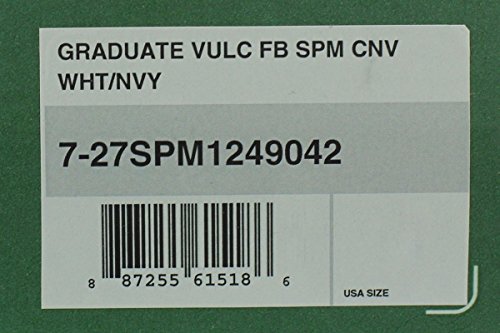 GRADUATE VULC FB SPM CNV
WHT/NVY
7-27SPM1249042
8 87255 61518 6
USA SIZE